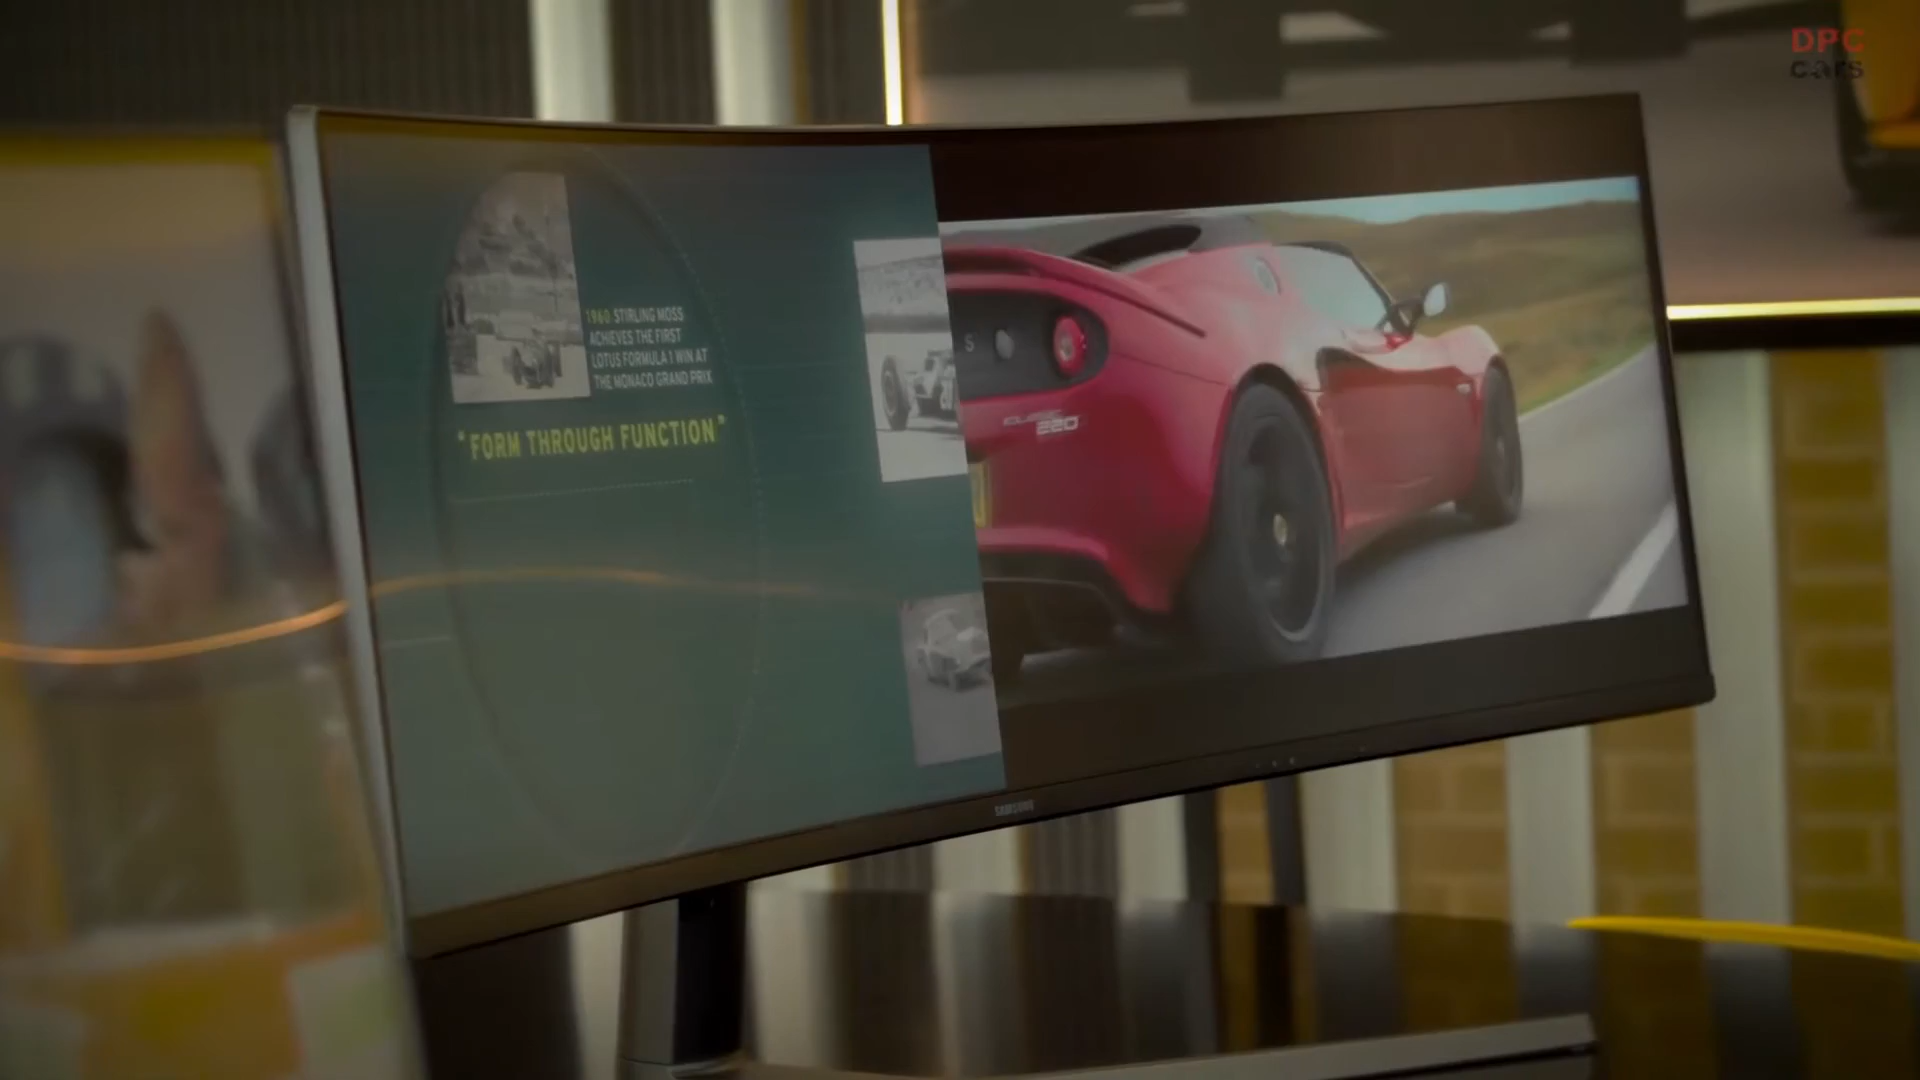 DPC
cars
1960 STIRLING MOSS
ACHIEVES THE FIRST
LOTUS FORMULA 1 WIN AT
THE MONACO GRAND PRIX
"FORM THROUGH FUNCTION"
S
220
SAMSUNG